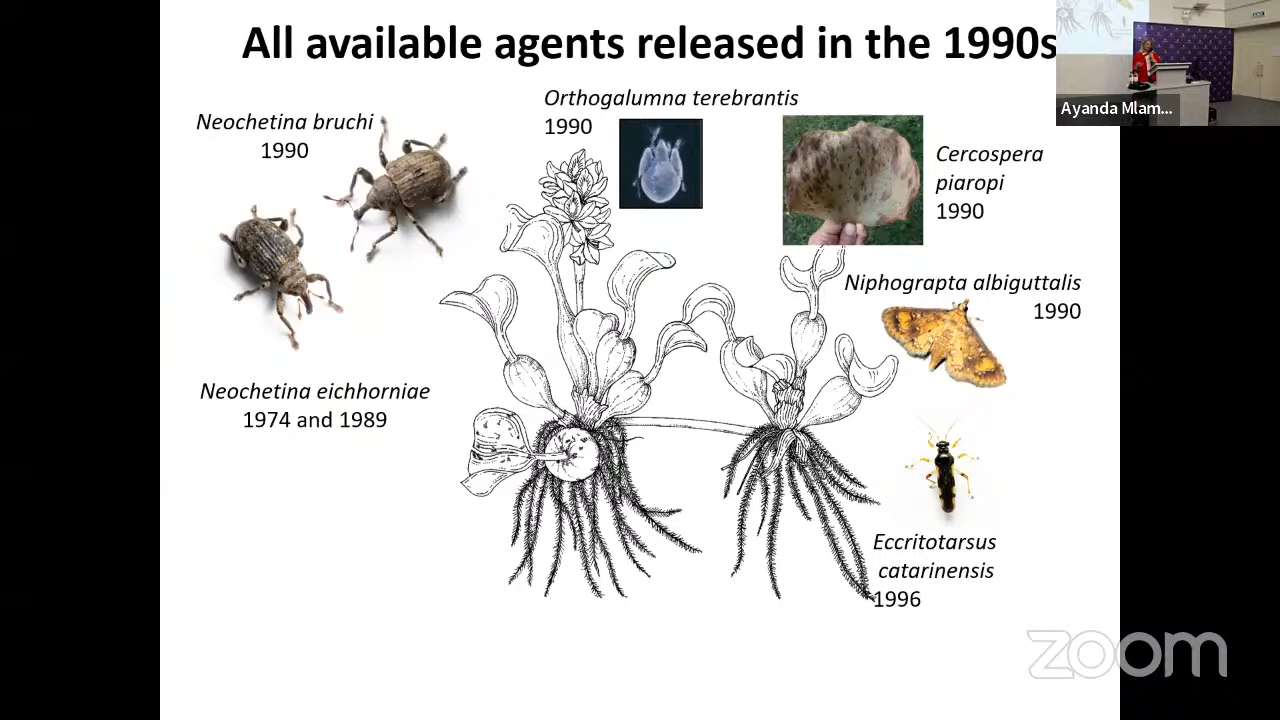 All available agents released in the 1990s
Ayanda Mlam...
Orthogalumna terebrantis
1990
Neochetina bruchi
1990
Cercospera
piaropi
1990
Niphograpta albiguttalis
1990
Neochetina eichhorniae
1974 and 1989
Eccritotarsus
catarinensis
1996
zoom